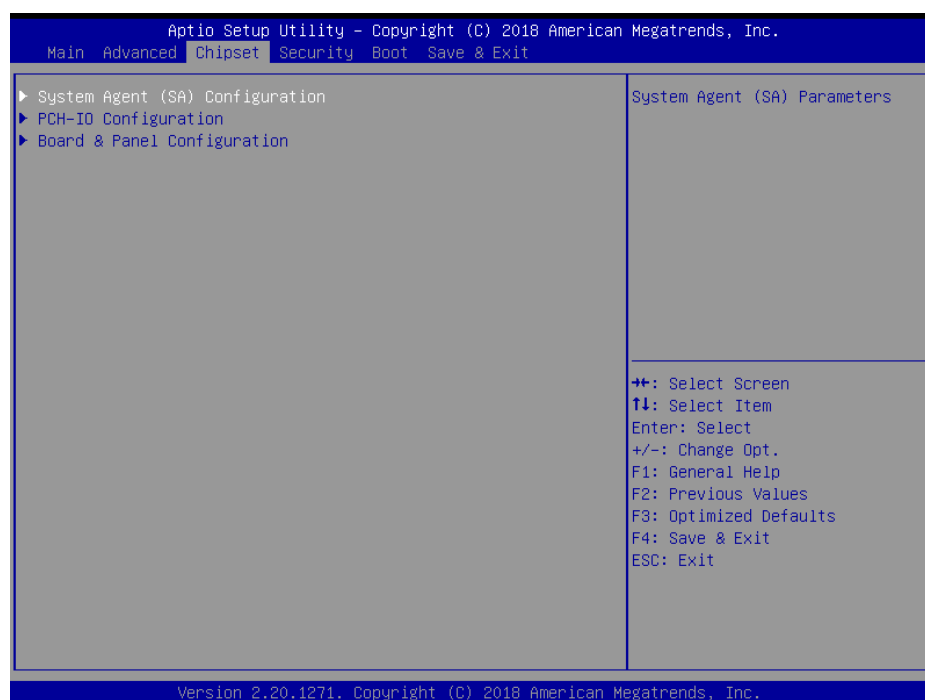 Aptio Setup Utility – Copyright (C) 2018 American Megatrends, Inc.
Main Advanced Chipset Security Boot Save & Exit
System Agent (SA) Configuration
PCH-IO Configuration
Board & Panel Configuration
System Agent (SA) Parameters
→←: Select Screen
↑↓: Select Item
Enter: Select
+/-: Change Opt.
F1: General Help
F2: Previous Values
F3: Optimized Defaults
F4: Save & Exit
ESC: Exit
Version 2.20.1271. Copyright (C) 2018 American Megatrends, Inc.